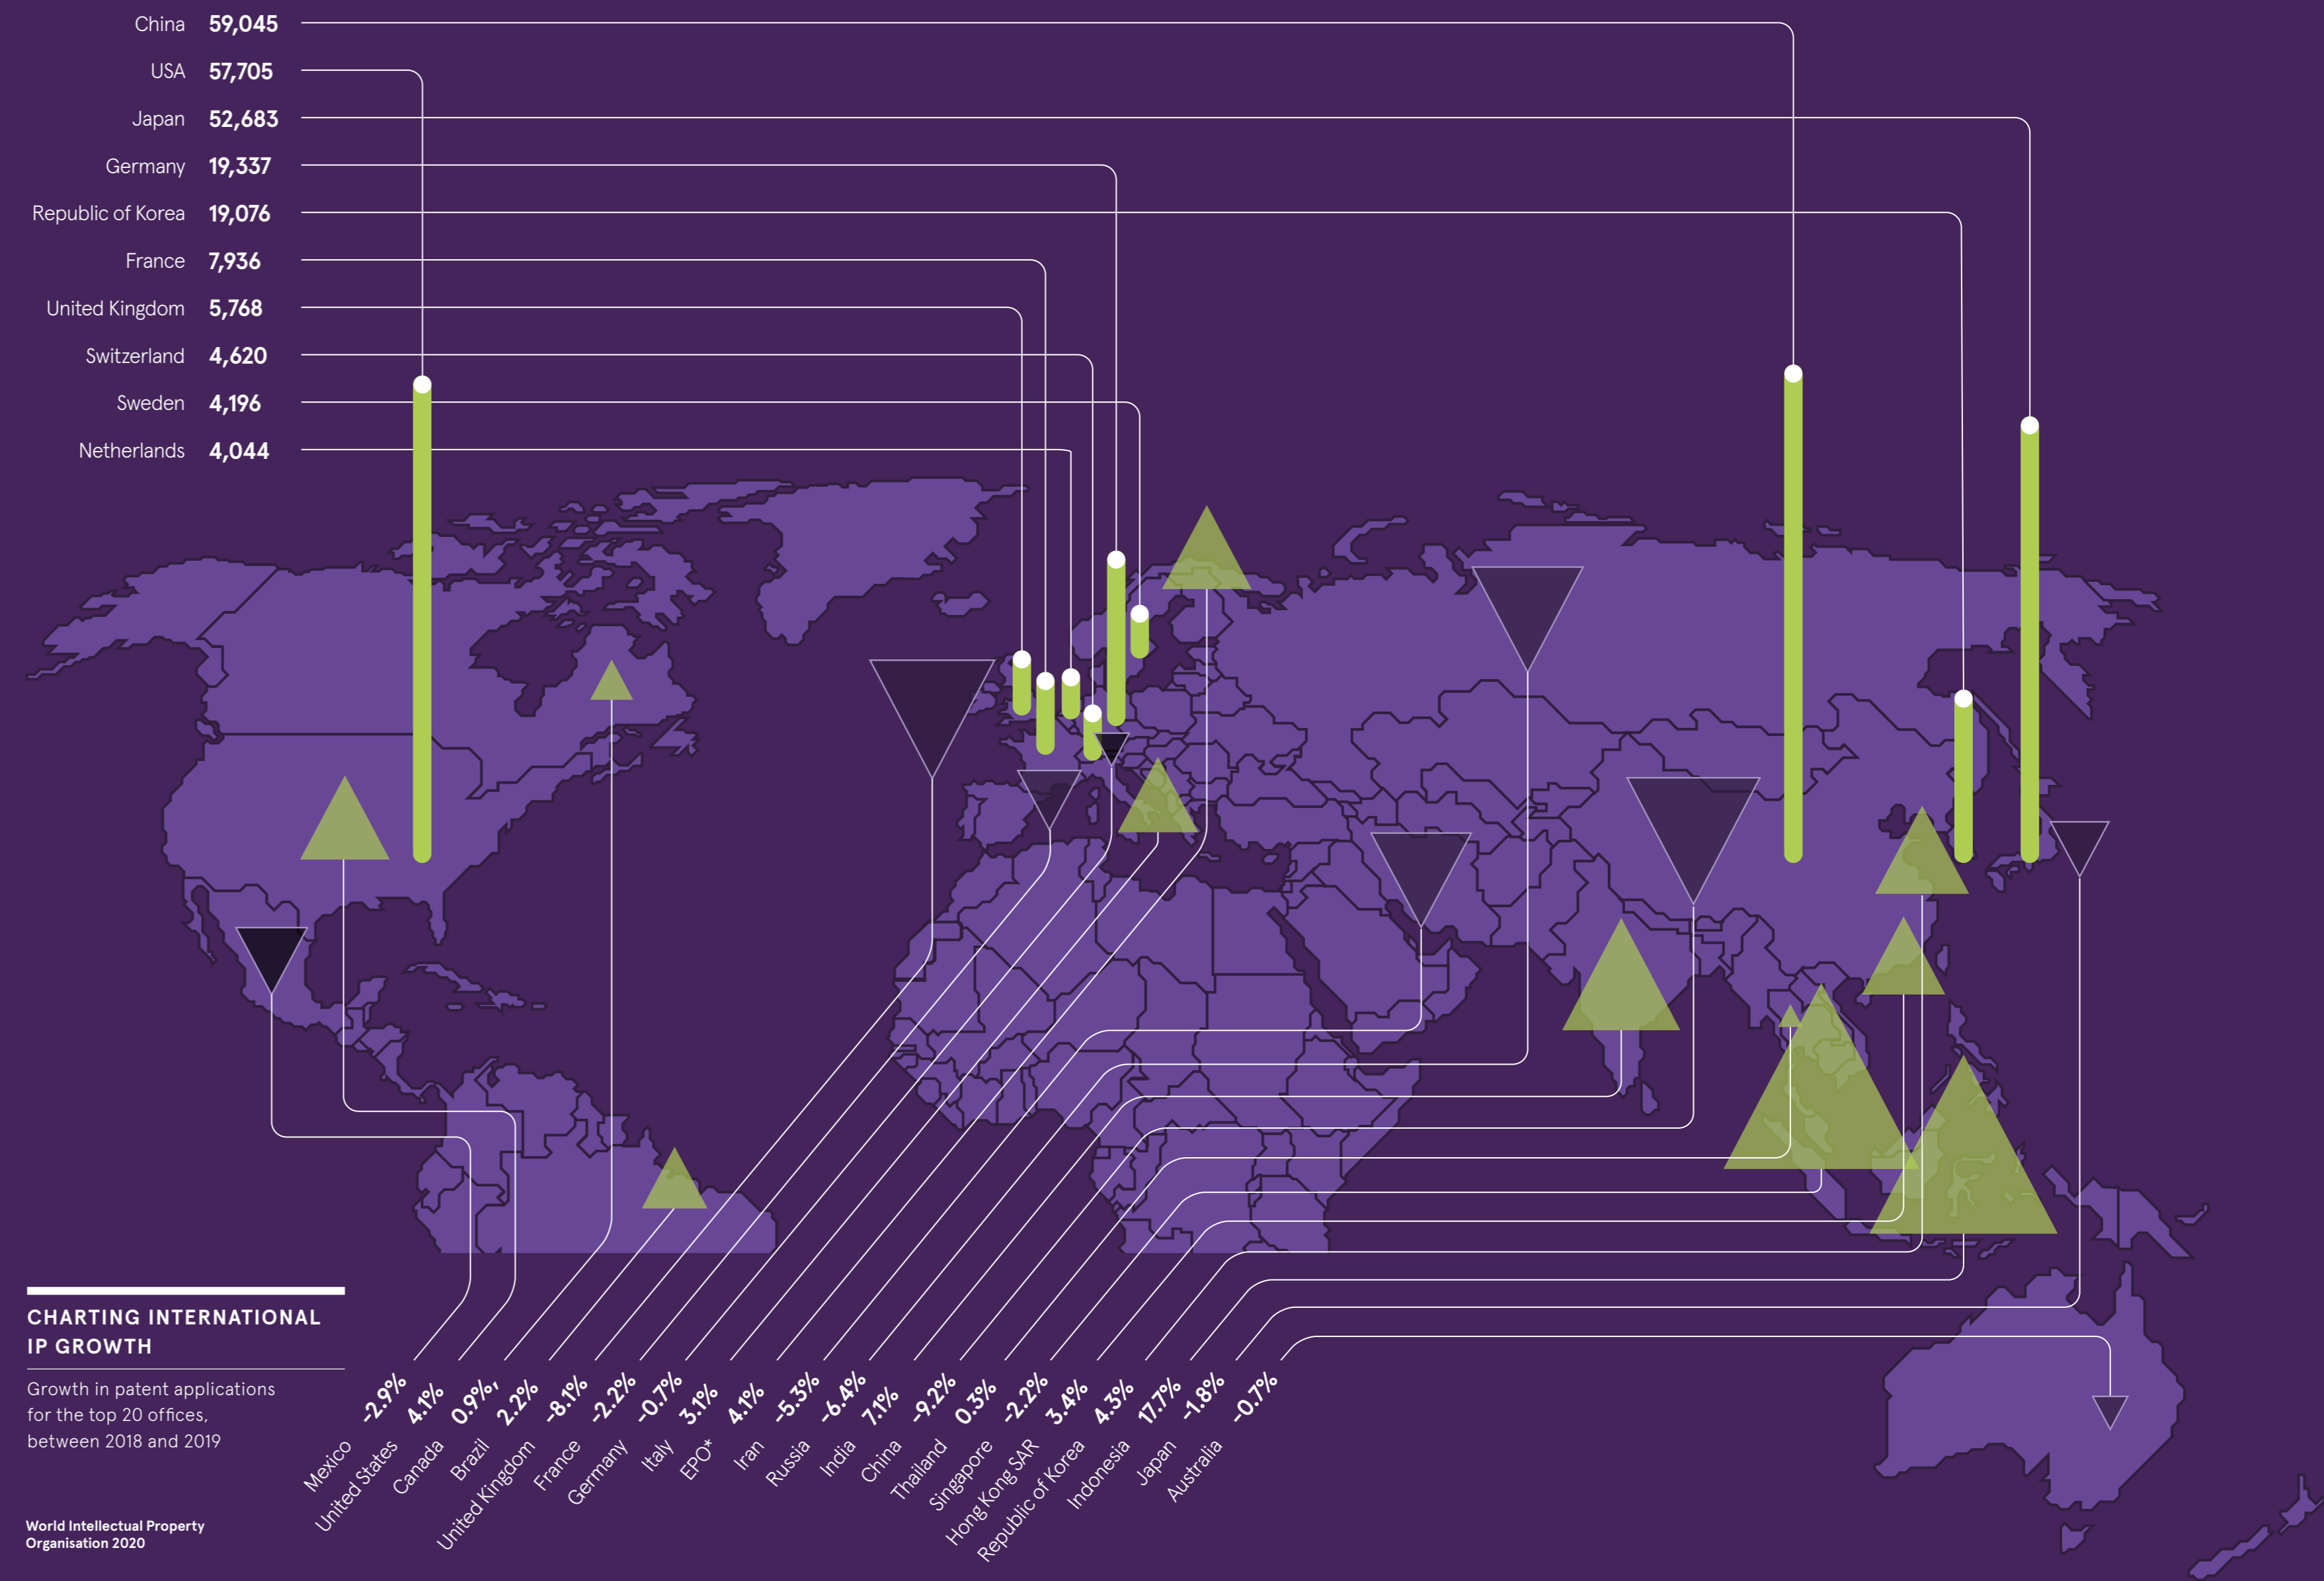 China 59,045
USA 57,705
Japan 52,683
Germany 19,337
Republic of Korea 19,076
France 7,936
United Kingdom 5,768
Switzerland 4,620
Sweden 4,196
Netherlands 4,044
CHARTING INTERNATIONAL
IP GROWTH
Growth in patent applications
for the top 20 offices,
between 2018 and 2019
World Intellectual Property
Organisation 2020
Mexico -2.9%
United States 4.1%
Canada 0.9%,
Brazil 2.2%
United Kingdom -8.1%
France -2.2%
Germany -0.7%
Italy 3.1%
EPO* 4.1%
Iran -5.3%
Russia -6.4%
India 7.1%
China -9.2%
Thailand 0.3%
Singapore -2.2%
Hong Kong SAR 3.4%
Republic of Korea 4.3%
Indonesia 17.7%
Japan -1.8%
Australia -0.7%